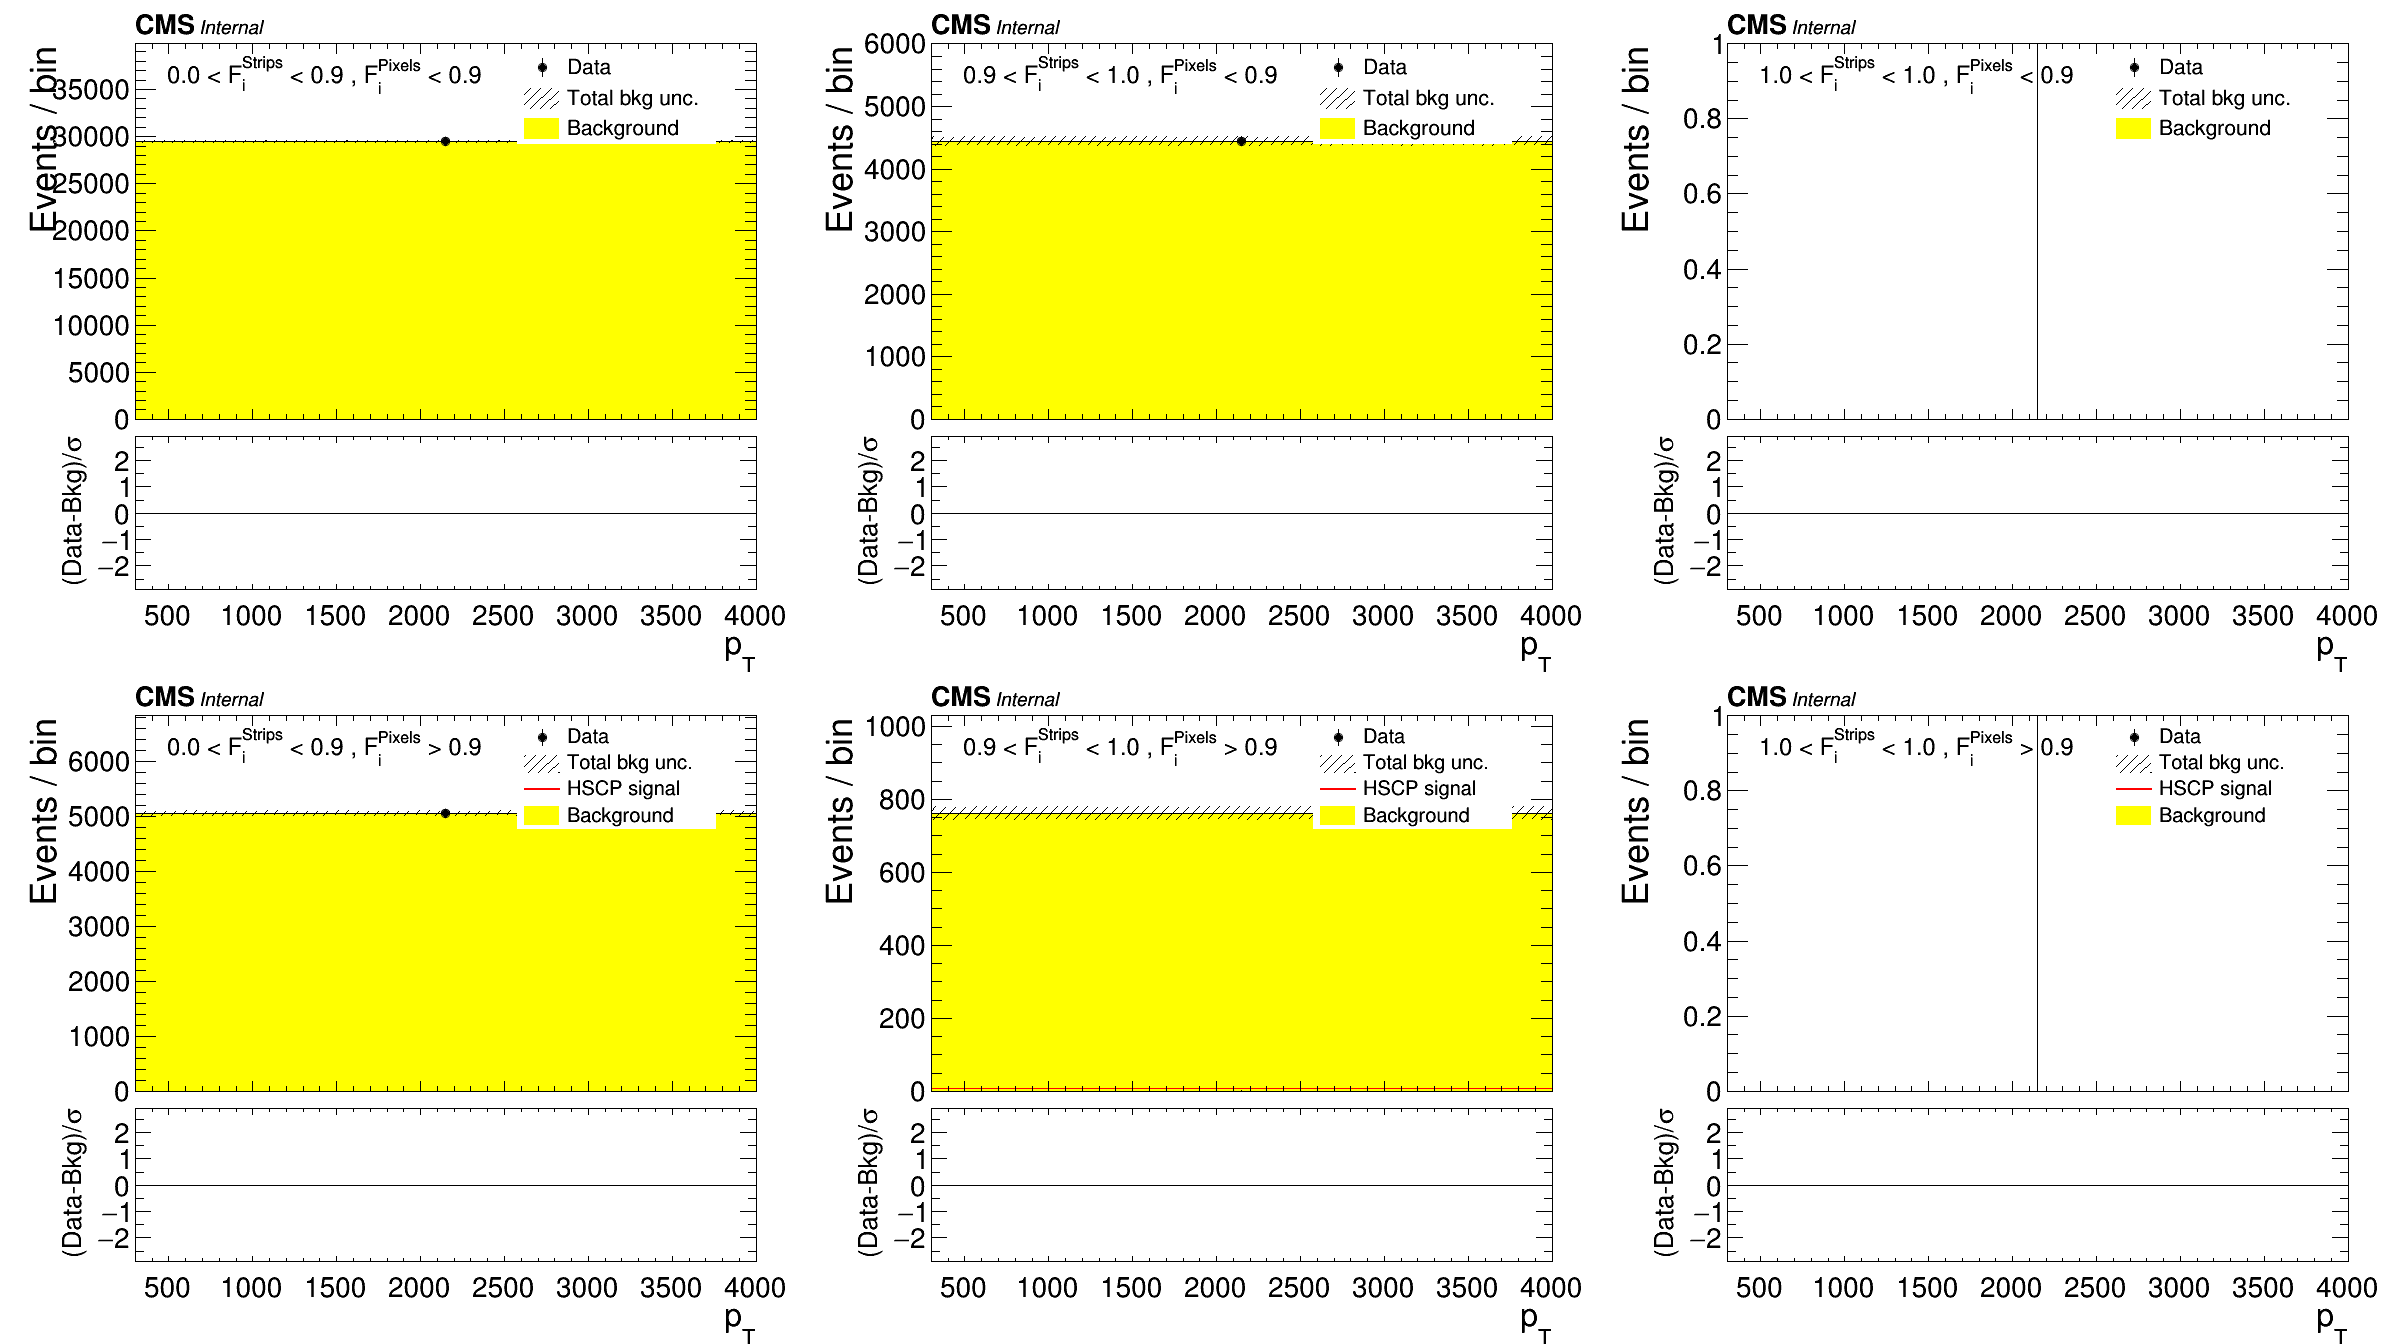 CMS Internal
Events / bin
0.0 < F_i^Strips < 0.9 , F_i^Pixels < 0.9
Data
Total bkg unc.
Background
35000
30000
25000
20000
15000
10000
5000
0
(Data-Bkg)/σ
2
1
0
−1
−2
500 1000 1500 2000 2500 3000 3500 4000
p_T
CMS Internal
Events / bin
0.9 < F_i^Strips < 1.0 , F_i^Pixels < 0.9
Data
Total bkg unc.
Background
6000
5000
4000
3000
2000
1000
0
(Data-Bkg)/σ
2
1
0
−1
−2
500 1000 1500 2000 2500 3000 3500 4000
p_T
CMS Internal
Events / bin
1.0 < F_i^Strips < 1.0 , F_i^Pixels < 0.9
Data
Total bkg unc.
Background
1
0.8
0.6
0.4
0.2
0
(Data-Bkg)/σ
2
1
0
−1
−2
500 1000 1500 2000 2500 3000 3500 4000
p_T
CMS Internal
Events / bin
0.0 < F_i^Strips < 0.9 , F_i^Pixels > 0.9
Data
Total bkg unc.
HSCP signal
Background
6000
5000
4000
3000
2000
1000
0
(Data-Bkg)/σ
2
1
0
−1
−2
500 1000 1500 2000 2500 3000 3500 4000
p_T
CMS Internal
Events / bin
0.9 < F_i^Strips < 1.0 , F_i^Pixels > 0.9
Data
Total bkg unc.
HSCP signal
Background
1000
800
600
400
200
0
(Data-Bkg)/σ
2
1
0
−1
−2
500 1000 1500 2000 2500 3000 3500 4000
p_T
CMS Internal
Events / bin
1.0 < F_i^Strips < 1.0 , F_i^Pixels > 0.9
Data
Total bkg unc.
HSCP signal
Background
1
0.8
0.6
0.4
0.2
0
(Data-Bkg)/σ
2
1
0
−1
−2
500 1000 1500 2000 2500 3000 3500 4000
p_T